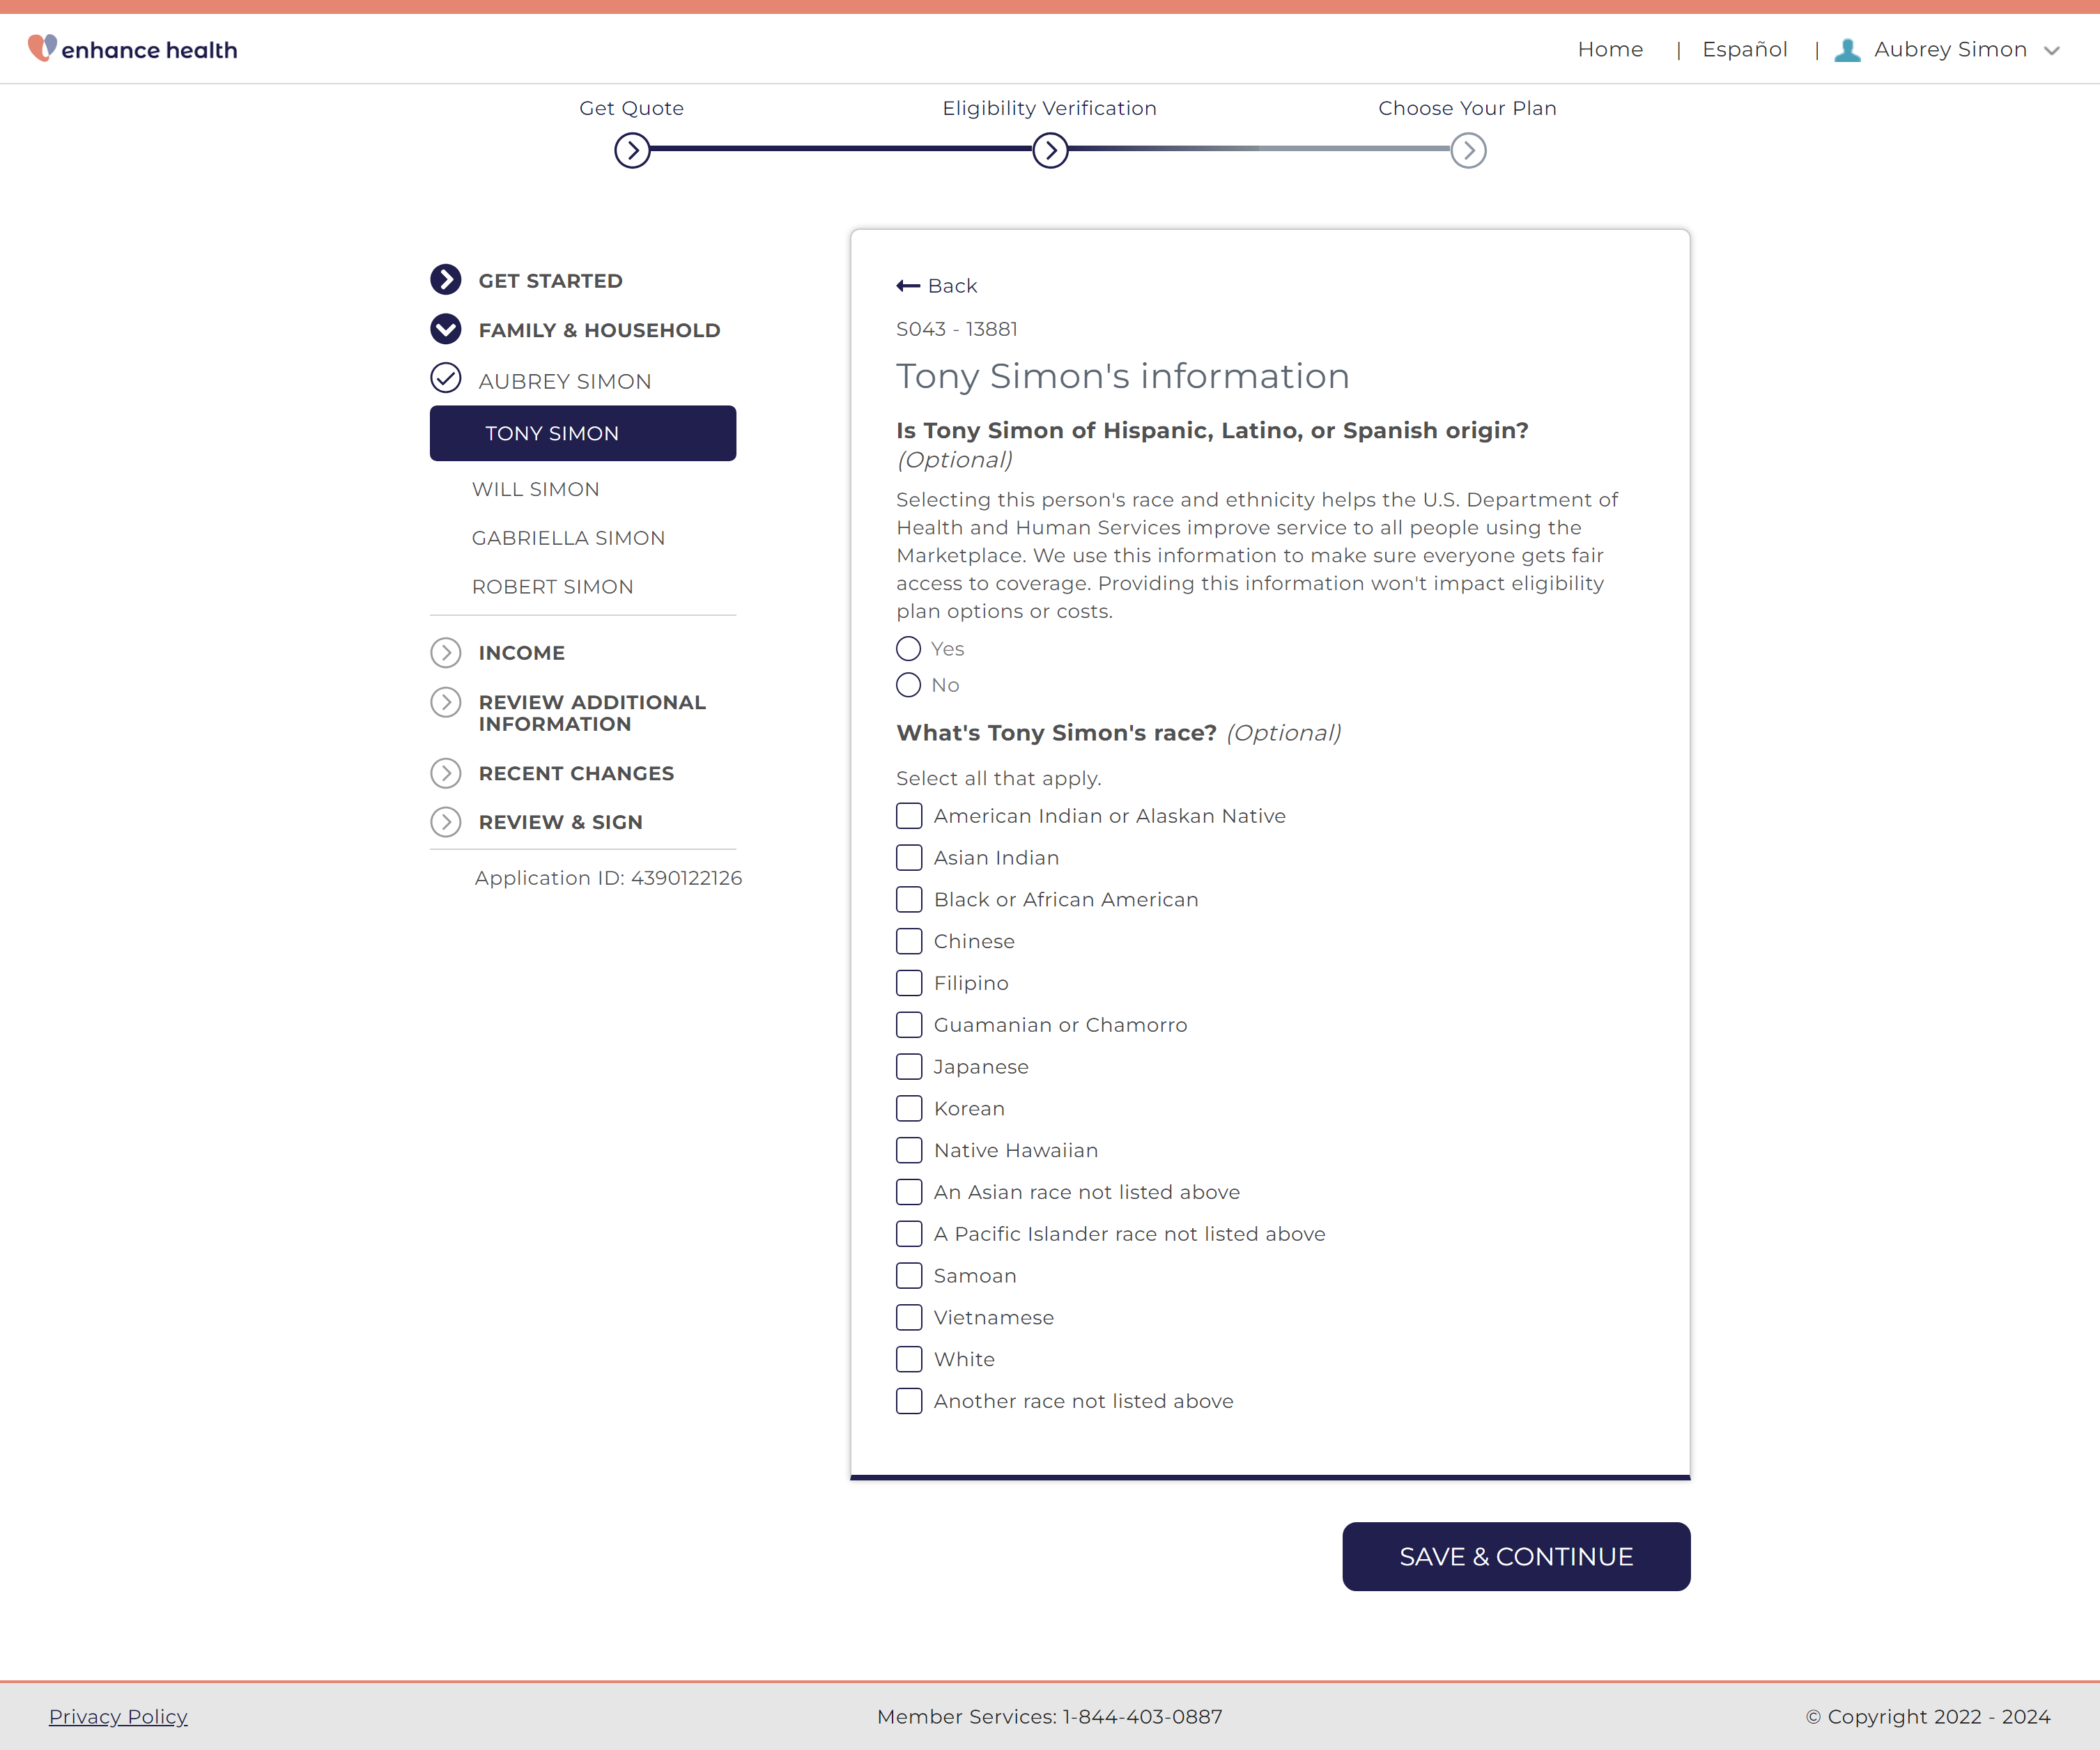 enhance health
Home | Español | Aubrey Simon
Get Quote
Eligibility Verification
Choose Your Plan
GET STARTED
FAMILY & HOUSEHOLD
AUBREY SIMON
TONY SIMON
WILL SIMON
GABRIELLA SIMON
ROBERT SIMON
INCOME
REVIEW ADDITIONAL
INFORMATION
RECENT CHANGES
REVIEW & SIGN
Application ID: 4390122126
Back
S043 - 13881
Tony Simon's information
Is Tony Simon of Hispanic, Latino, or Spanish origin?
(Optional)
Selecting this person's race and ethnicity helps the U.S. Department of
Health and Human Services improve service to all people using the
Marketplace. We use this information to make sure everyone gets fair
access to coverage. Providing this information won't impact eligibility
plan options or costs.
Yes
No
What's Tony Simon's race? (Optional)
Select all that apply.
American Indian or Alaskan Native
Asian Indian
Black or African American
Chinese
Filipino
Guamanian or Chamorro
Japanese
Korean
Native Hawaiian
An Asian race not listed above
A Pacific Islander race not listed above
Samoan
Vietnamese
White
Another race not listed above
SAVE & CONTINUE
Privacy Policy
Member Services: 1-844-403-0887
© Copyright 2022 - 2024